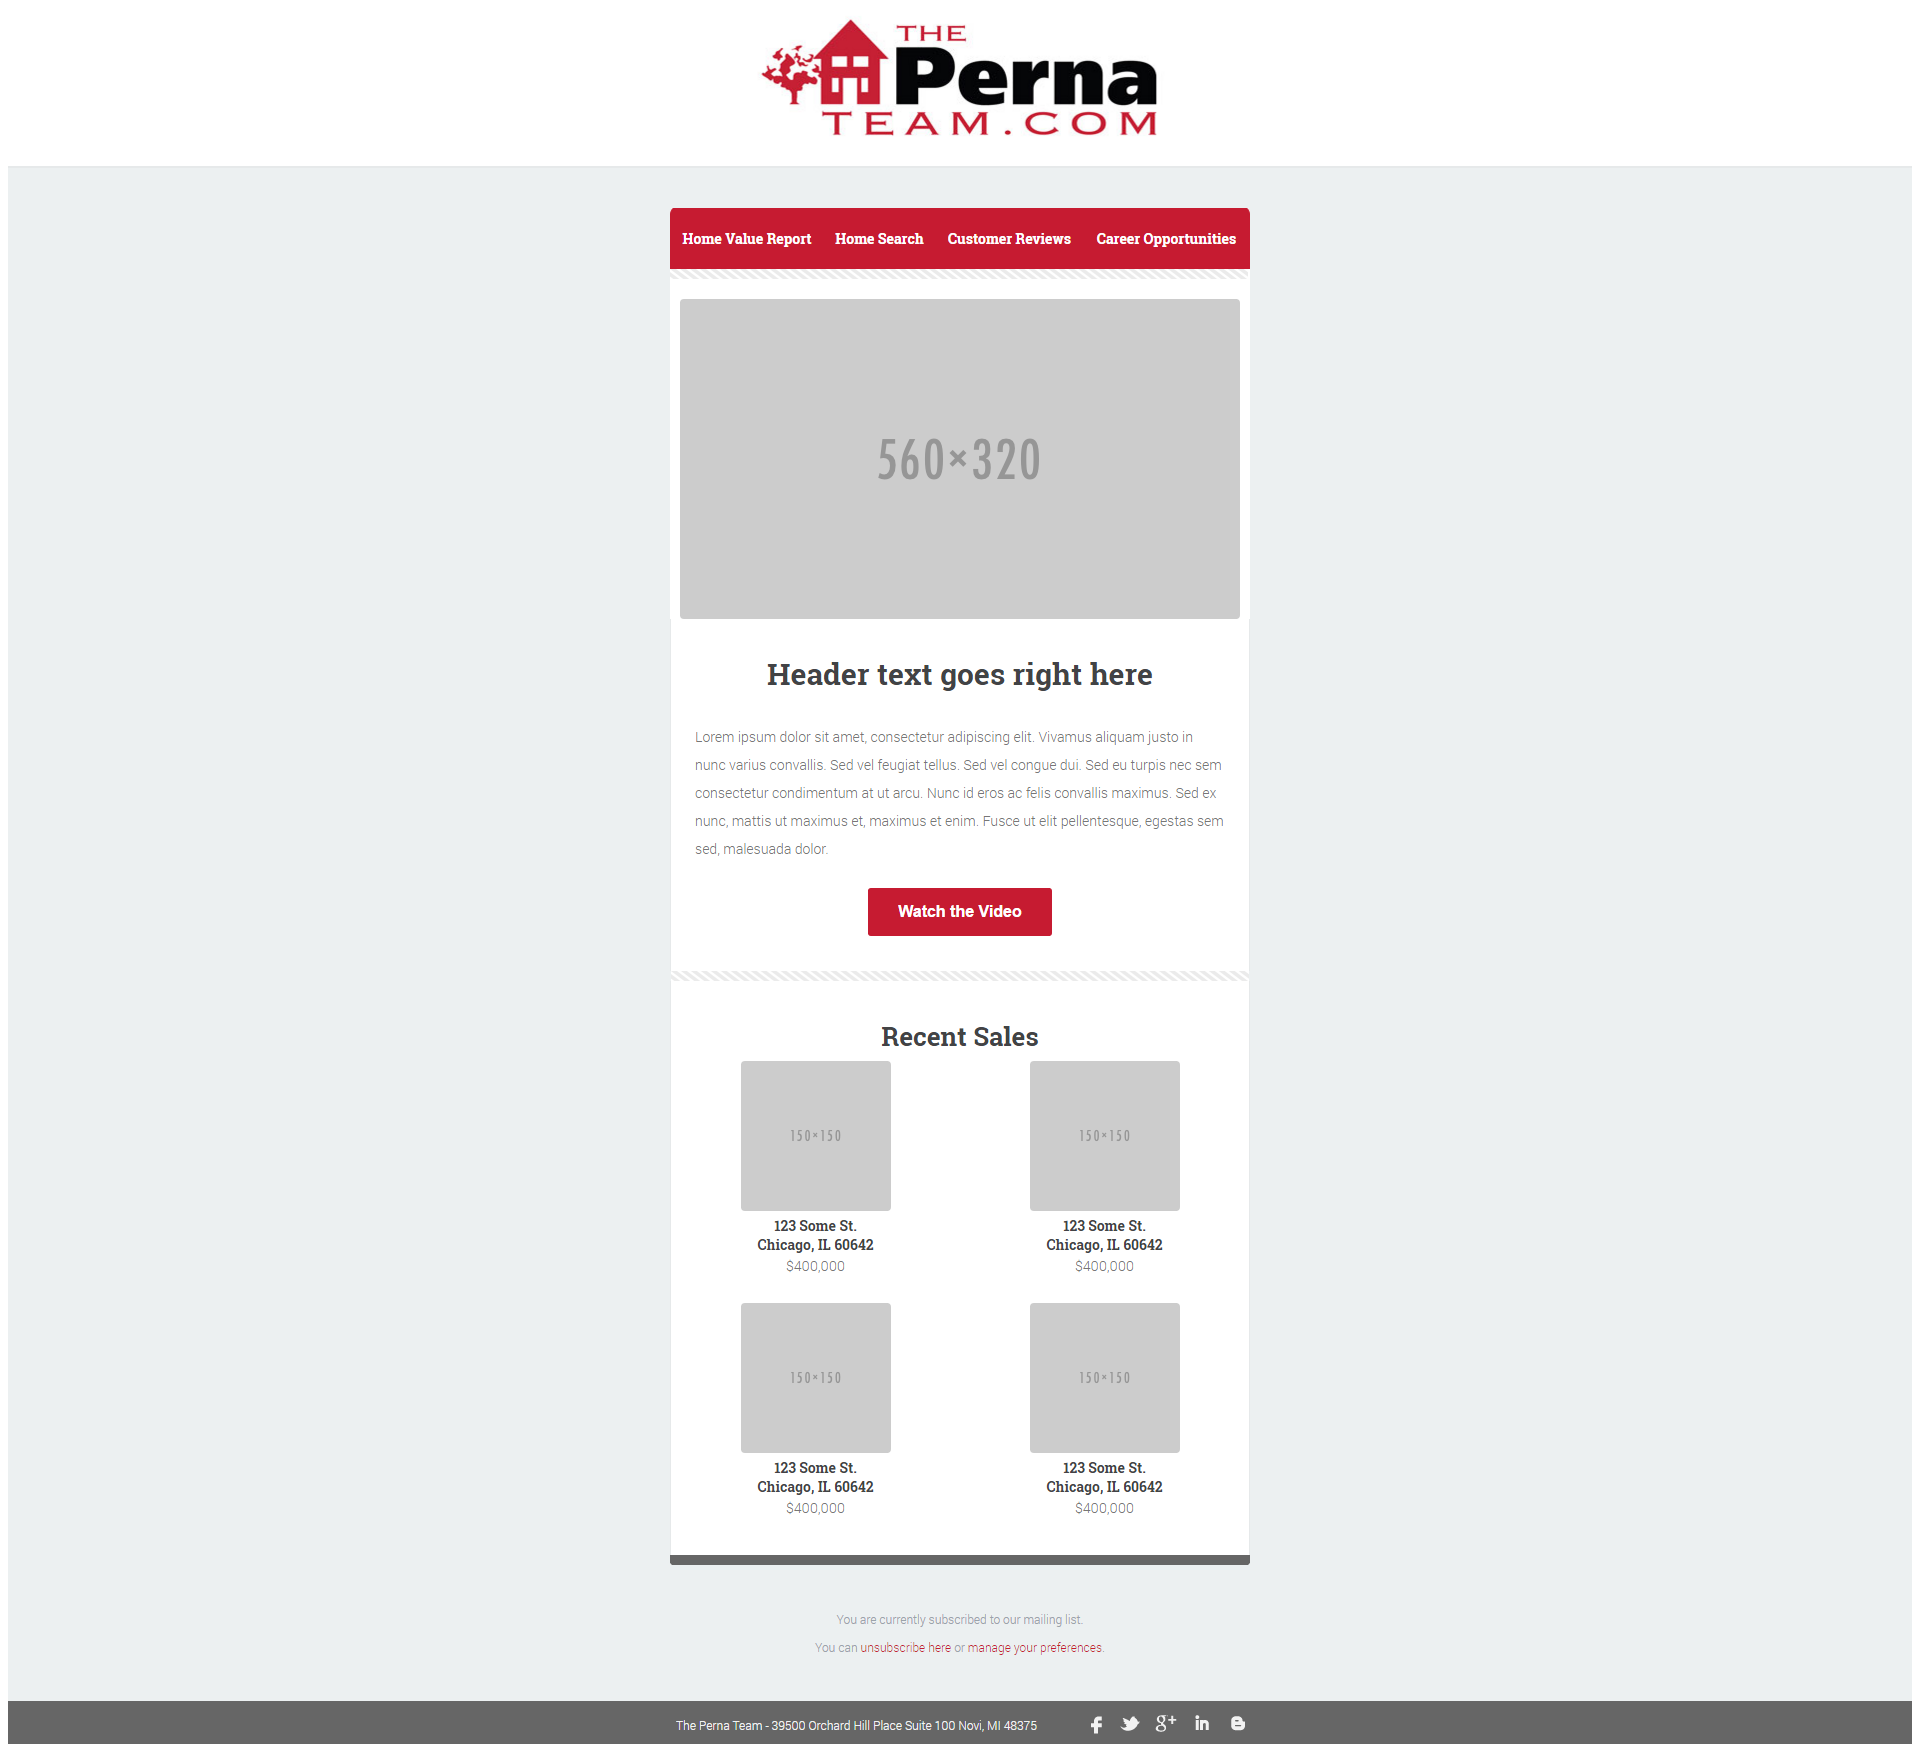 THE
Perna
TEAM.COM
Home Value Report Home Search Customer Reviews Career Opportunities
560×320
Header text goes right here
Lorem ipsum dolor sit amet, consectetur adipiscing elit. Vivamus aliquam justo in
nunc varius convallis. Sed vel feugiat tellus. Sed vel congue dui. Sed eu turpis nec sem
consectetur condimentum at ut arcu. Nunc id eros ac felis convallis maximus. Sed ex
nunc, mattis ut maximus et, maximus et enim. Fusce ut elit pellentesque, egestas sem
sed, malesuada dolor.
Watch the Video
Recent Sales
150×150
123 Some St.
Chicago, IL 60642
$400,000
150×150
123 Some St.
Chicago, IL 60642
$400,000
150×150
123 Some St.
Chicago, IL 60642
$400,000
150×150
123 Some St.
Chicago, IL 60642
$400,000
You are currently subscribed to our mailing list.
You can unsubscribe here or manage your preferences.
The Perna Team - 39500 Orchard Hill Place Suite 100 Novi, MI 48375